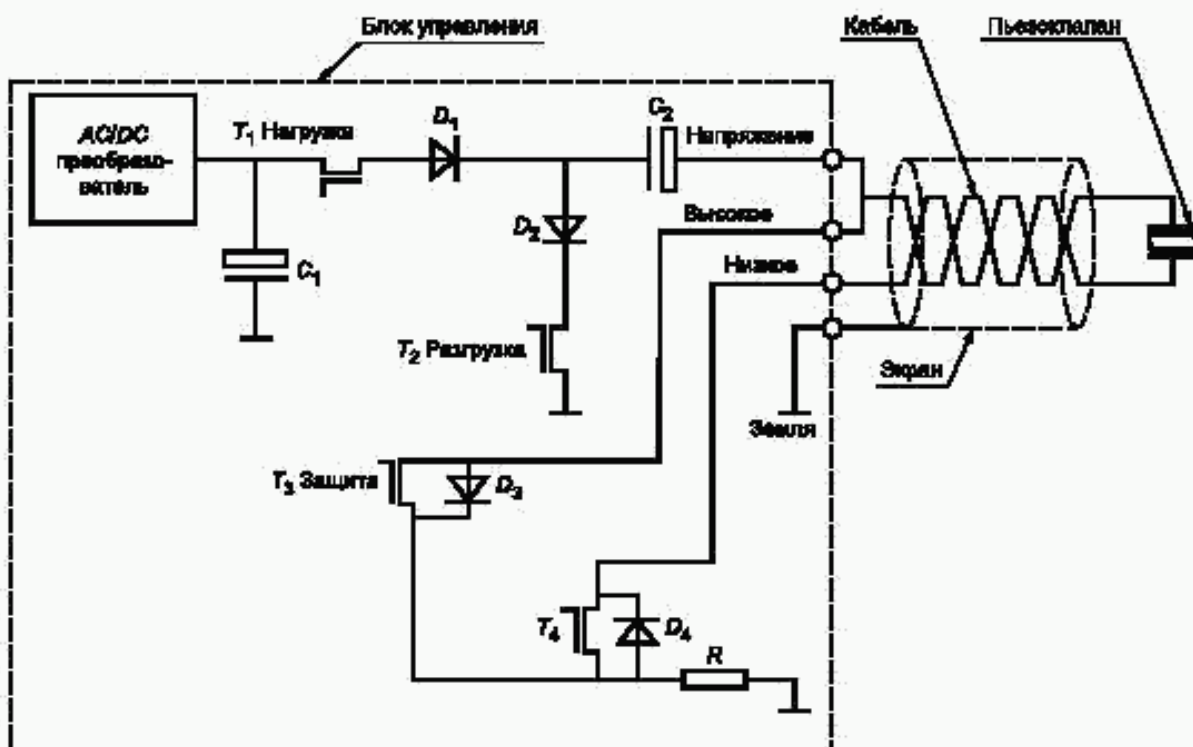 Блок управления
Кабель
Пьезоклапан
AC/DC
преобразо-
ватель
T₁ Нагрузка
D₁
C₂
Напряжение
D₂
Высокое
C₁
Низкое
T₂ Разгрузка
Экран
Земля
T₃ Защита
D₃
T₄
D₄
R